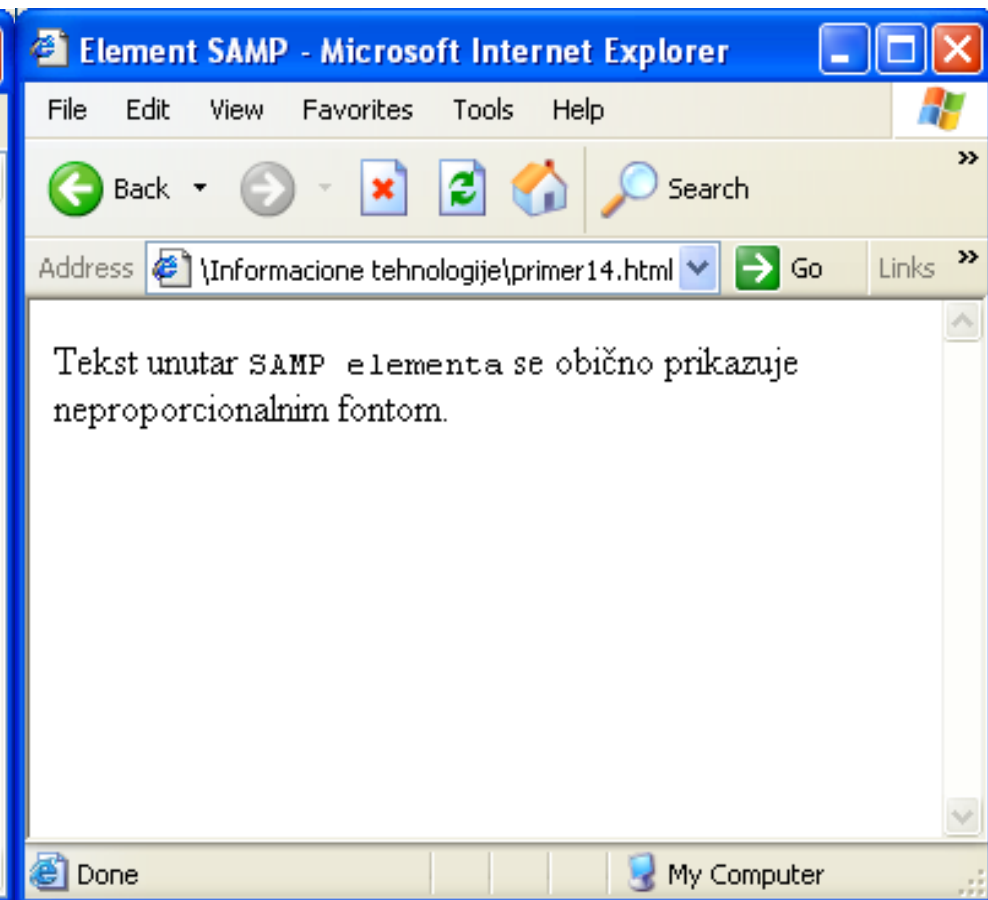 Element SAMP - Microsoft Internet Explorer
File Edit View Favorites Tools Help
Back Search »
Address \Informacione tehnologije\primer14.html Go Links »
Tekst unutar SAMP elementa se obično prikazuje
neproporcionalnim fontom.
Done My Computer